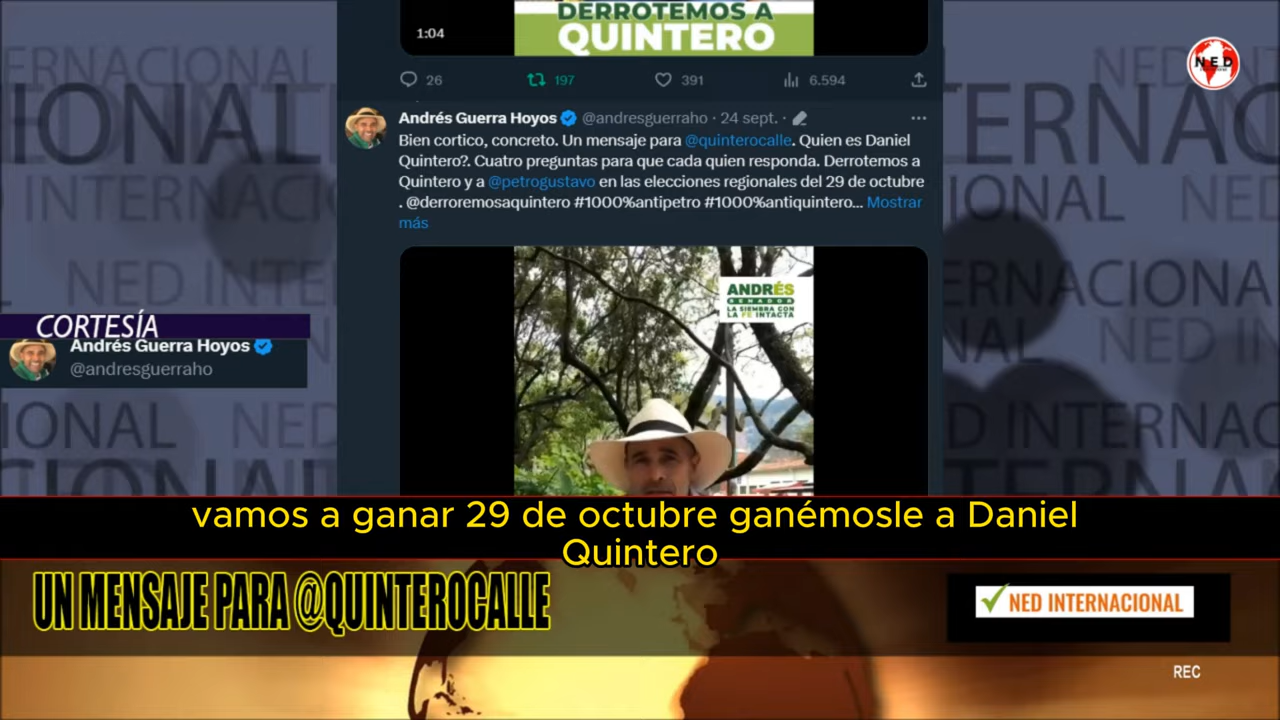 DERROTEMOS A
QUINTERO
1:04
26
197
391
6.594
NED
Andrés Guerra Hoyos @andresguerraho · 24 sept. ·
Bien cortico, concreto. Un mensaje para @quinterocalle. Quien es Daniel
Quintero?. Cuatro preguntas para que cada quien responda. Derrotemos a
Quintero y a @petrogustavo en las elecciones regionales del 29 de octubre
. @derroremosaquintero #1000%antipetro #1000%antiquintero... Mostrar
más
ANDRÉS
SENADOR
LA SIEMBRA CON
LA FE INTACTA
CORTESÍA
Andrés Guerra Hoyos
@andresguerraho
vamos a ganar 29 de octubre ganémosle a Daniel
Quintero
UN MENSAJE PARA @QUINTEROCALLE
NED INTERNACIONAL
REC